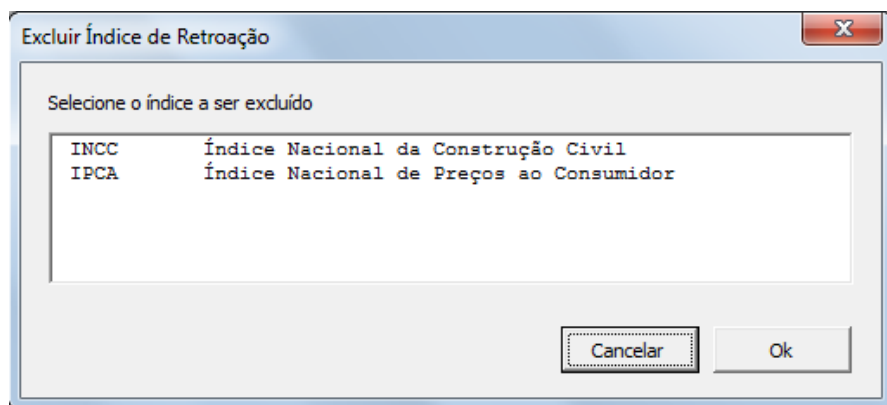 Excluir Índice de Retroação
Selecione o índice a ser excluído
INCC Índice Nacional da Construção Civil
IPCA Índice Nacional de Preços ao Consumidor
Cancelar Ok